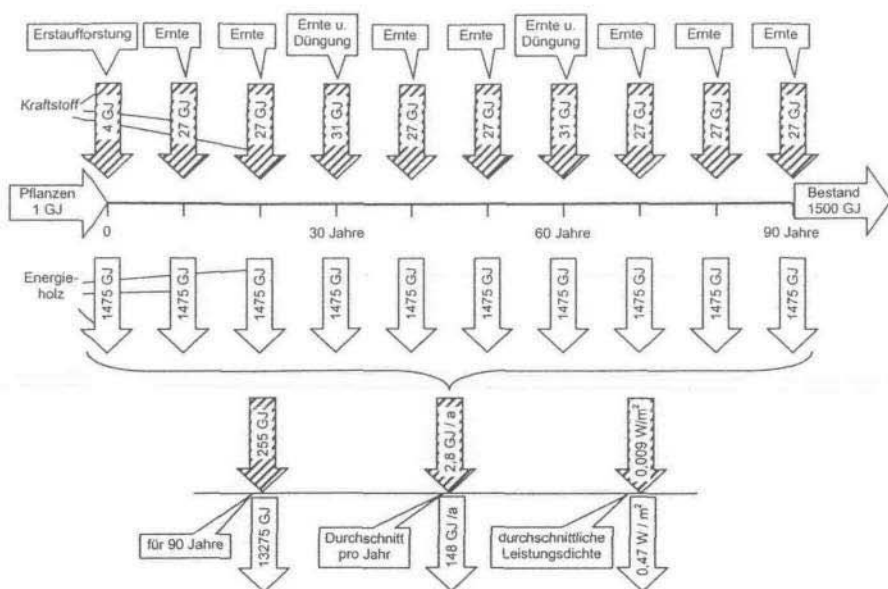 Erstaufforstung
Ernte
Ernte
Ernte u.
Düngung
Ernte
Ernte
Ernte u.
Düngung
Ernte
Ernte
Ernte
Kraftstoff
4 GJ
27 GJ
27 GJ
31 GJ
27 GJ
27 GJ
31 GJ
27 GJ
27 GJ
27 GJ
Pflanzen
1 GJ
Bestand
1500 GJ
0
30 Jahre
60 Jahre
90 Jahre
Energie-
holz
1475 GJ
1475 GJ
1475 GJ
1475 GJ
1475 GJ
1475 GJ
1475 GJ
1475 GJ
1475 GJ
1475 GJ
255 GJ
2,8 GJ / a
0,009 W/m²
für 90 Jahre
13275 GJ
Durchschnitt
pro Jahr
148 GJ /a
durchschnittliche
Leistungsdichte
0,47 W / m²